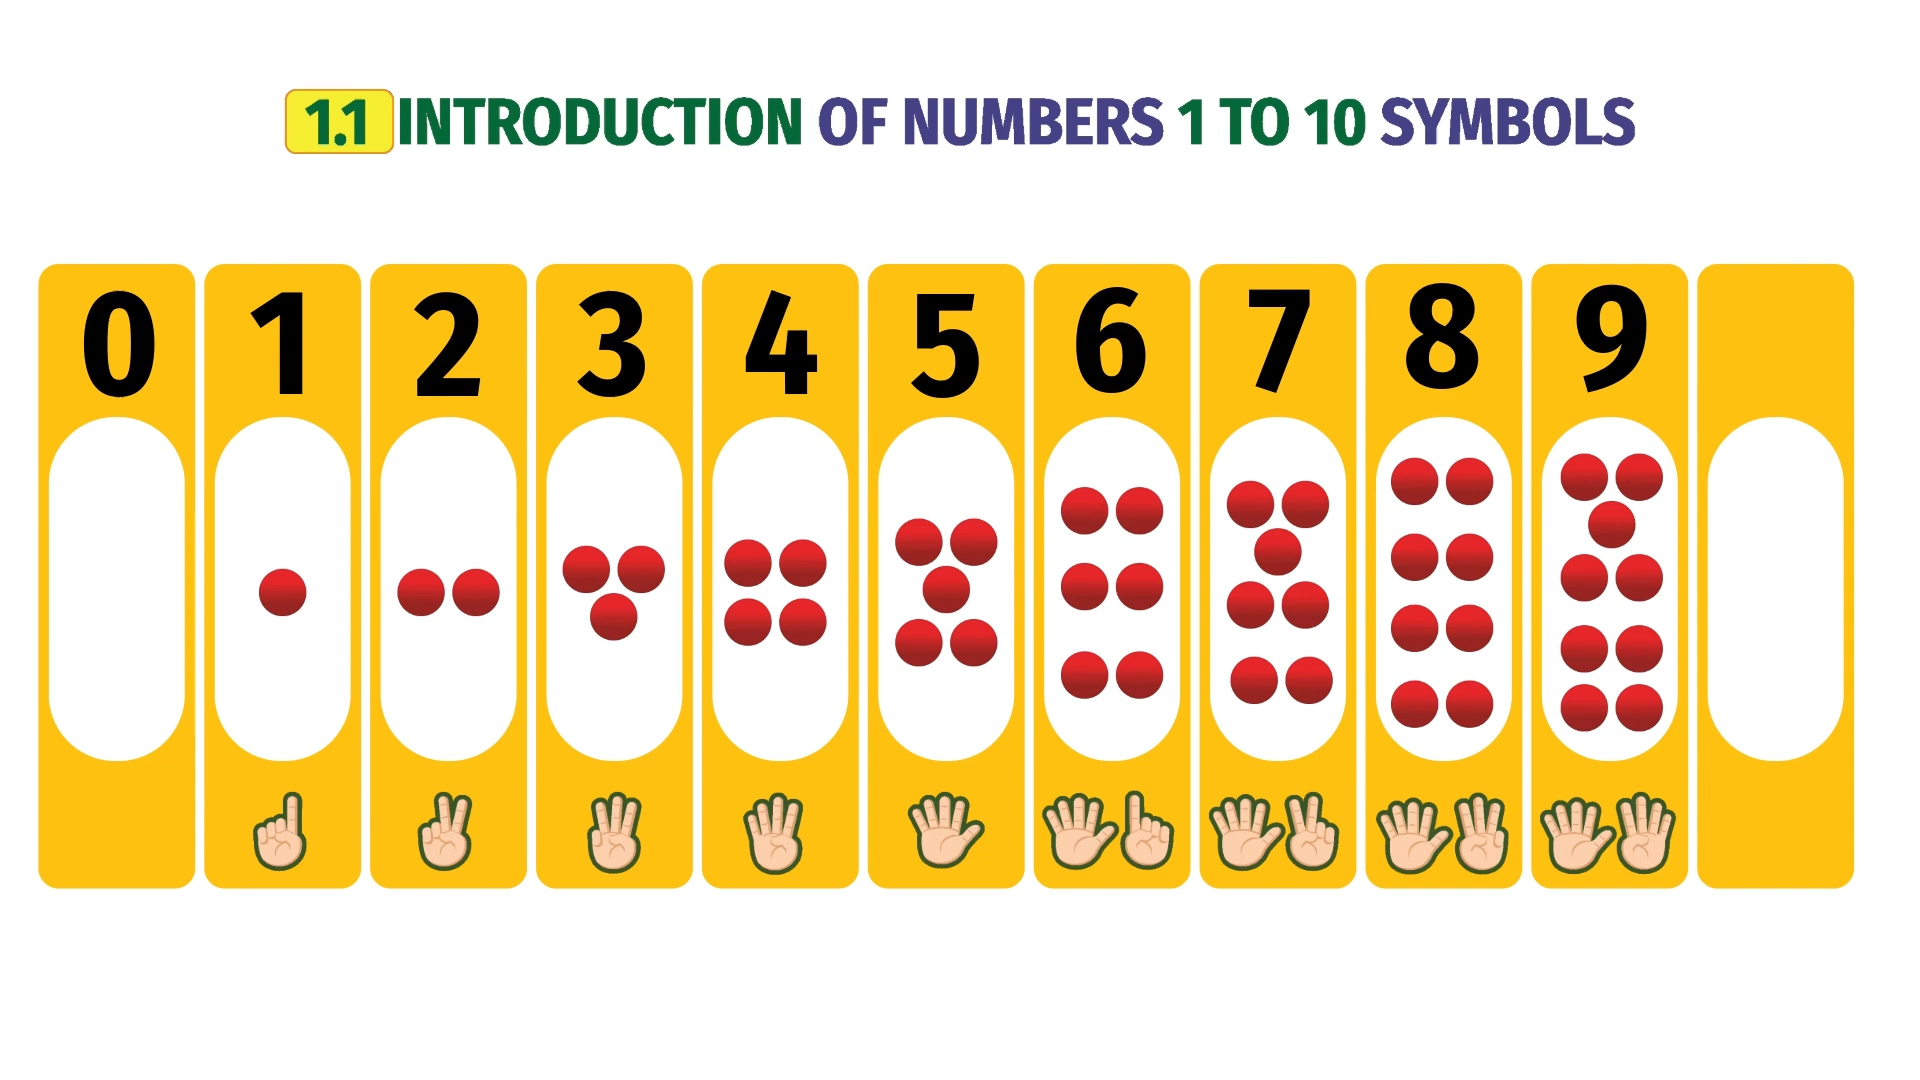 1.1 INTRODUCTION OF NUMBERS 1 TO 10 SYMBOLS
0 1 2 3 4 5 6 7 8 9